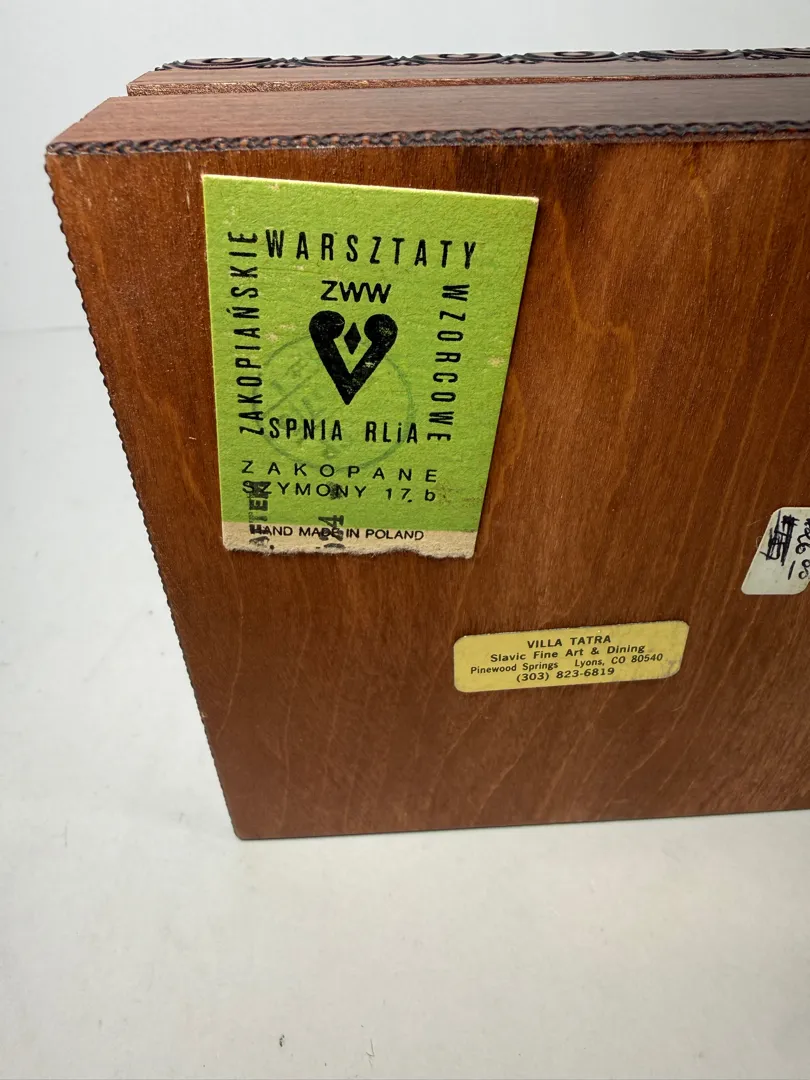 ZAKOPIAŃSKIE
WARSZTATY
WZORCOWE
ZWW
SPNIA RLiA
ZAKOPANE
SZYMONY 17. b
HAND MADE IN POLAND
VILLA TATRA
Slavic Fine Art & Dining
Pinewood Springs Lyons, CO 80540
(303) 823-6819